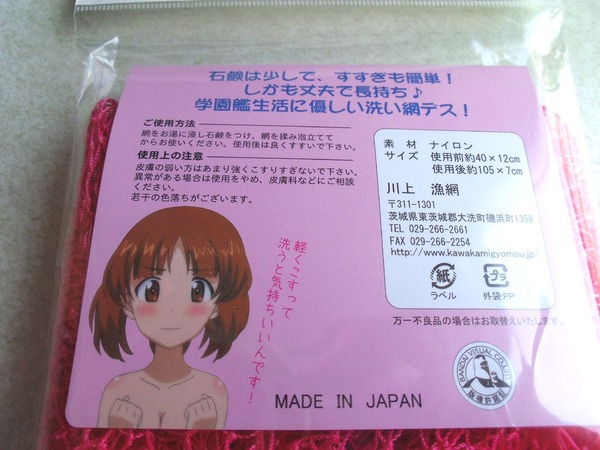 石鹸は少しで、すすぎも簡単！
しかも丈夫で長持ち♪
学園艦生活に優しい洗い網デス！
ご使用方法
網をお湯に浸し石鹸をつけ、網を揉み泡立てて
からお使いください。使用後は良くすすいで下さい。
使用上の注意
皮膚の弱い方はあまり強くこすりすぎないで下さい。
異常がある場合は使用をやめ、皮膚科などにご相談
ください。
若干の色落ちがございます。
素材 ナイロン
サイズ 使用前約40×12cm
使用後約105×7cm
川上 漁網
〒311-1301
茨城県東茨城郡大洗町磯浜町1358
TEL 029-266-2661
FAX 029-266-2254
http://www.kawakamigyomou.jp/
紙
ラベル
プラ
外袋PP
万一不良品の場合はお取替えいたします。
軽くこすって
洗うと気持ちいいんです！
BANDAI VISUAL CO.,LTD.
版権許諾証
MADE IN JAPAN